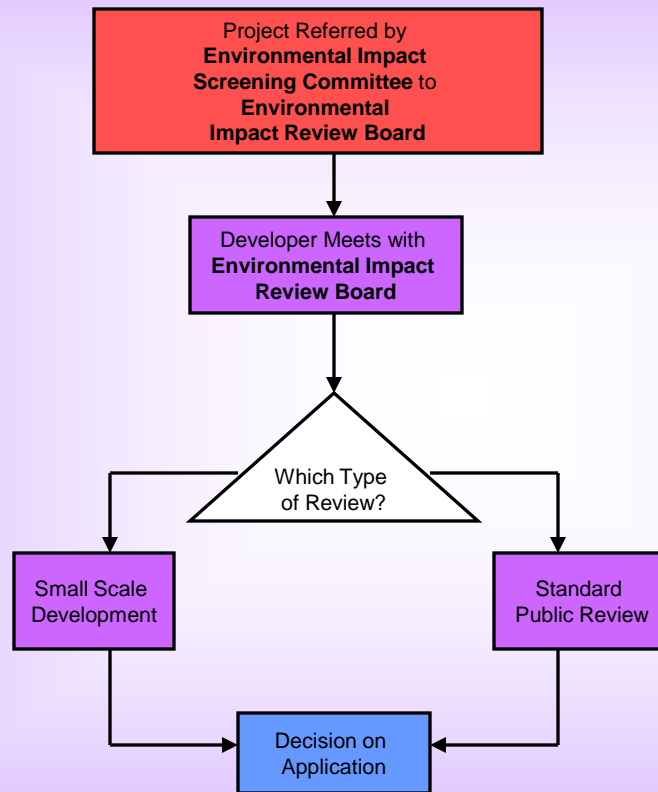 Project Referred by
Environmental Impact
Screening Committee to
Environmental
Impact Review Board
Developer Meets with
Environmental Impact
Review Board
Which Type
of Review?
Small Scale
Development
Standard
Public Review
Decision on
Application